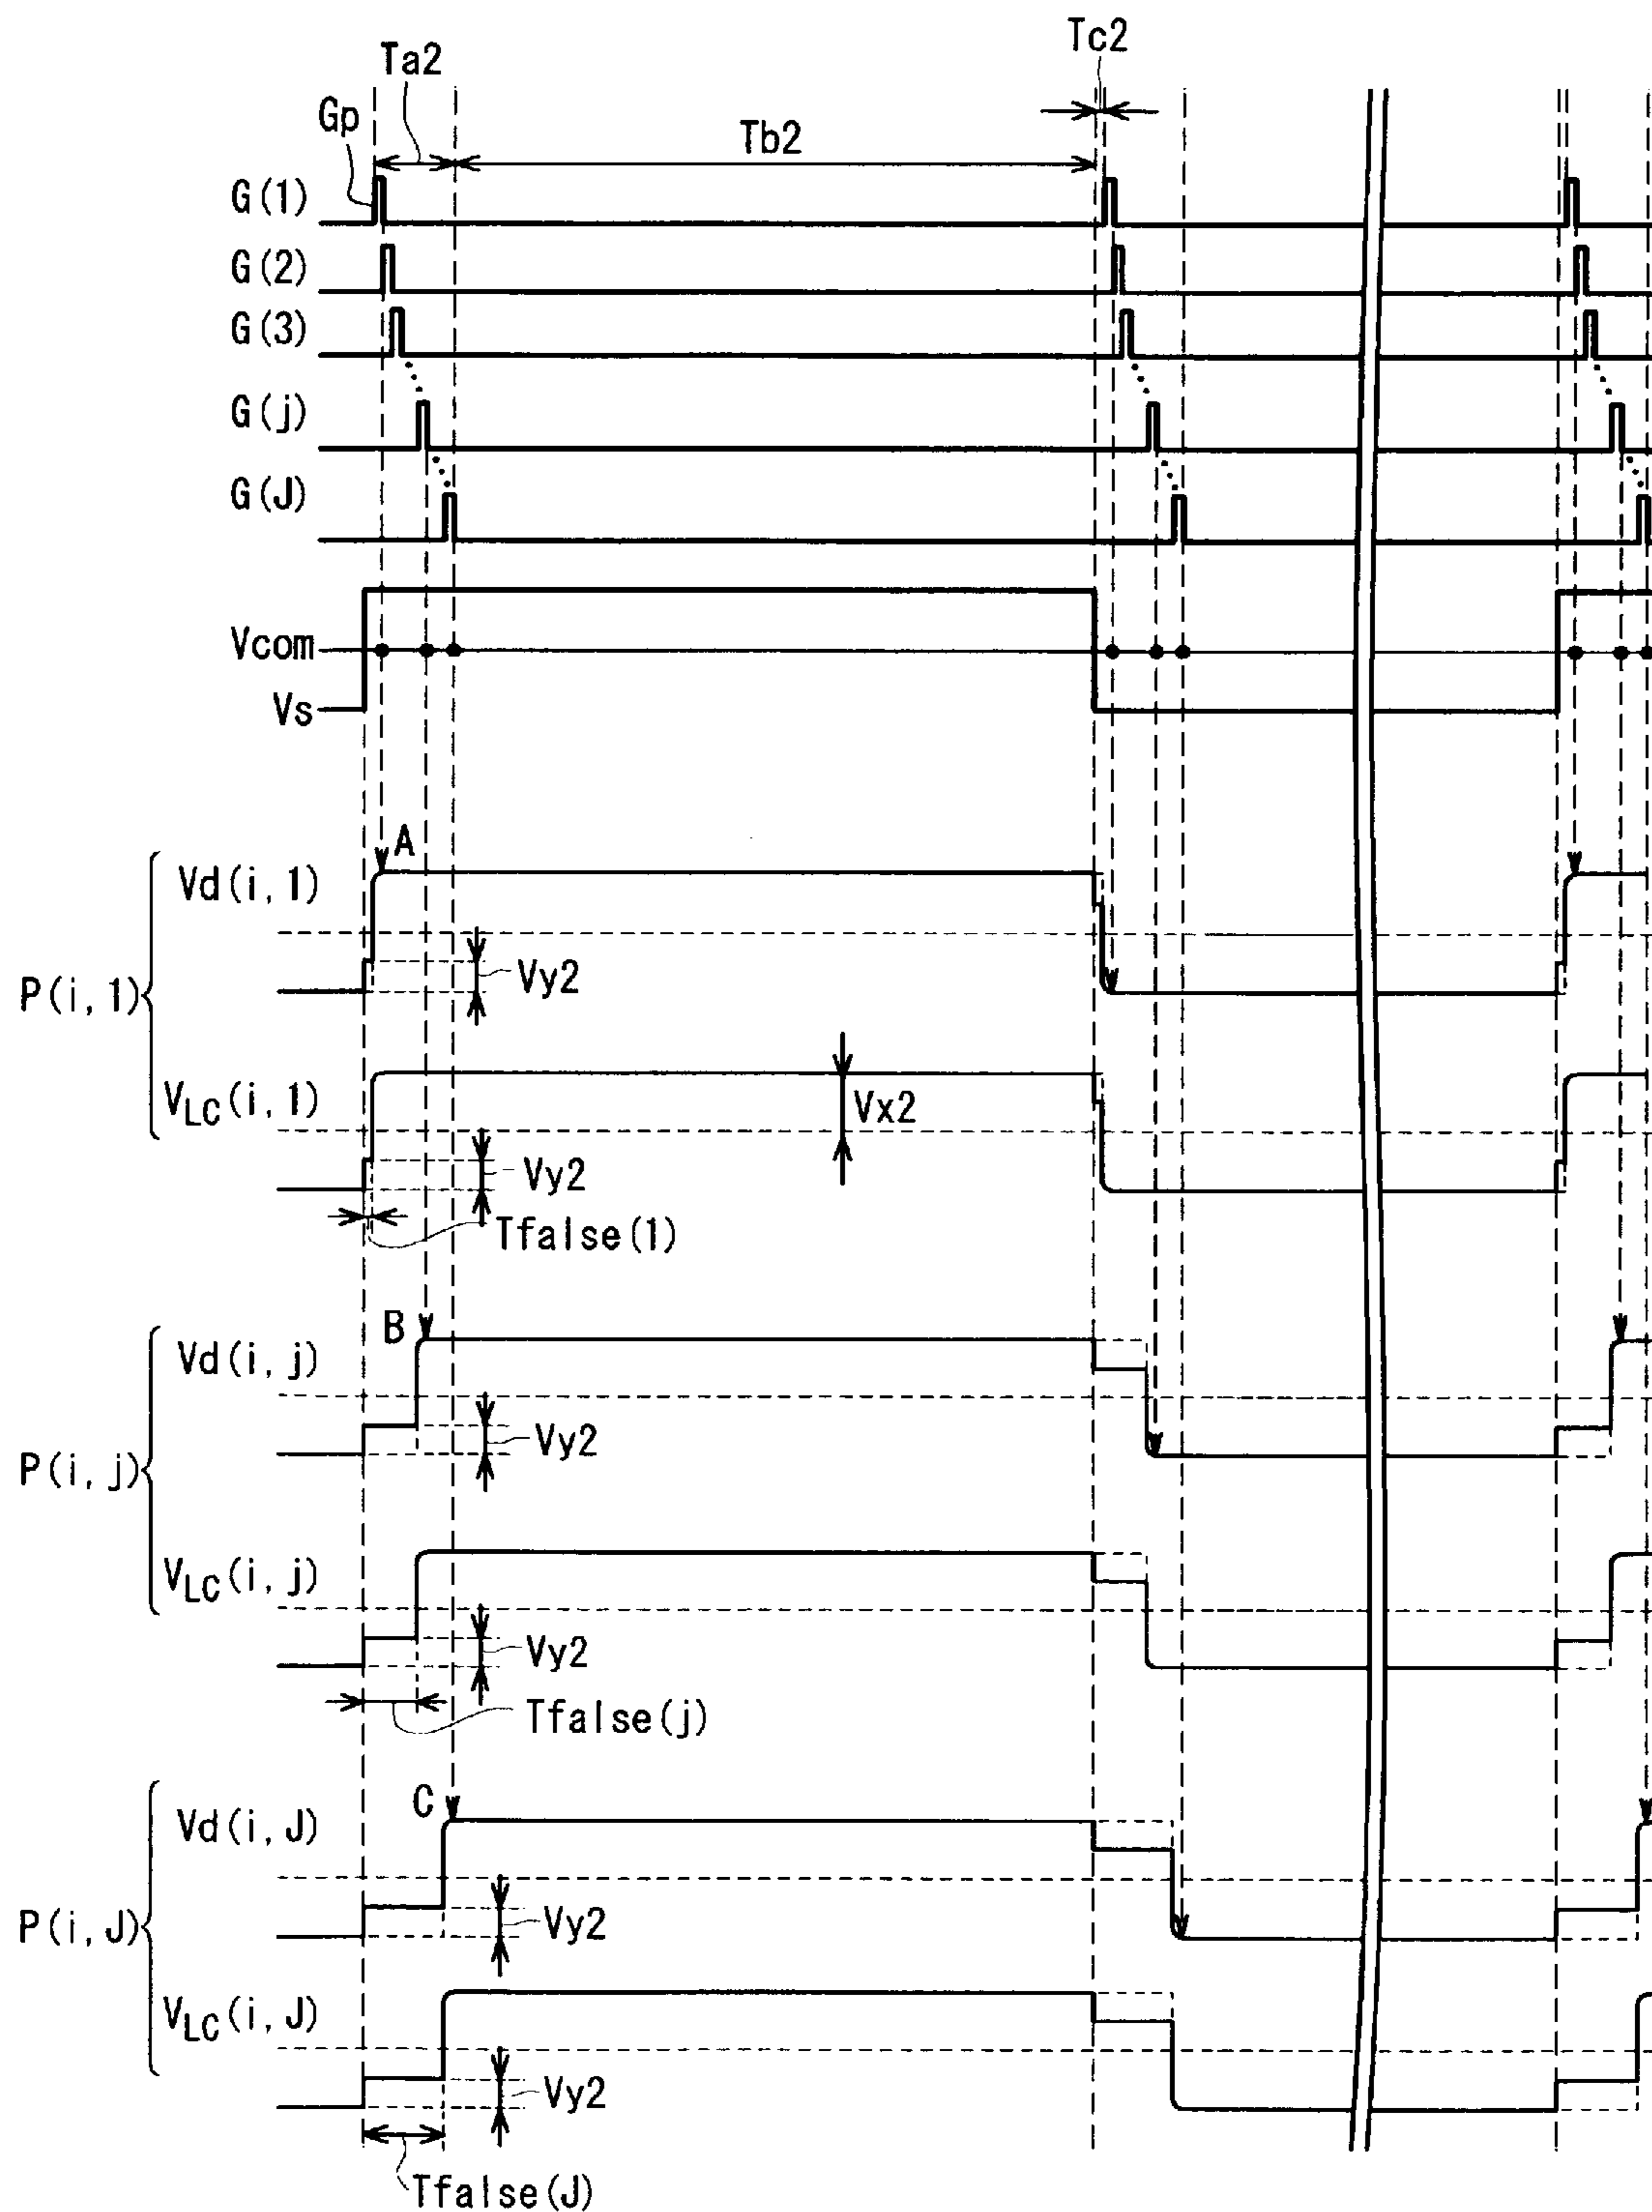 Tc2
Ta2
Gp
Tb2
G(1)
G(2)
G(3)
G(j)
G(J)
Vcom
Vs
A
Vd(i,1)
Vy2
P(i,1)
VLC(i,1)
Vx2
Vy2
Tfalse(1)
B
Vd(i,j)
Vy2
P(i,j)
VLC(i,j)
Vy2
Tfalse(j)
C
Vd(i,J)
Vy2
P(i,J)
VLC(i,J)
Vy2
Tfalse(J)